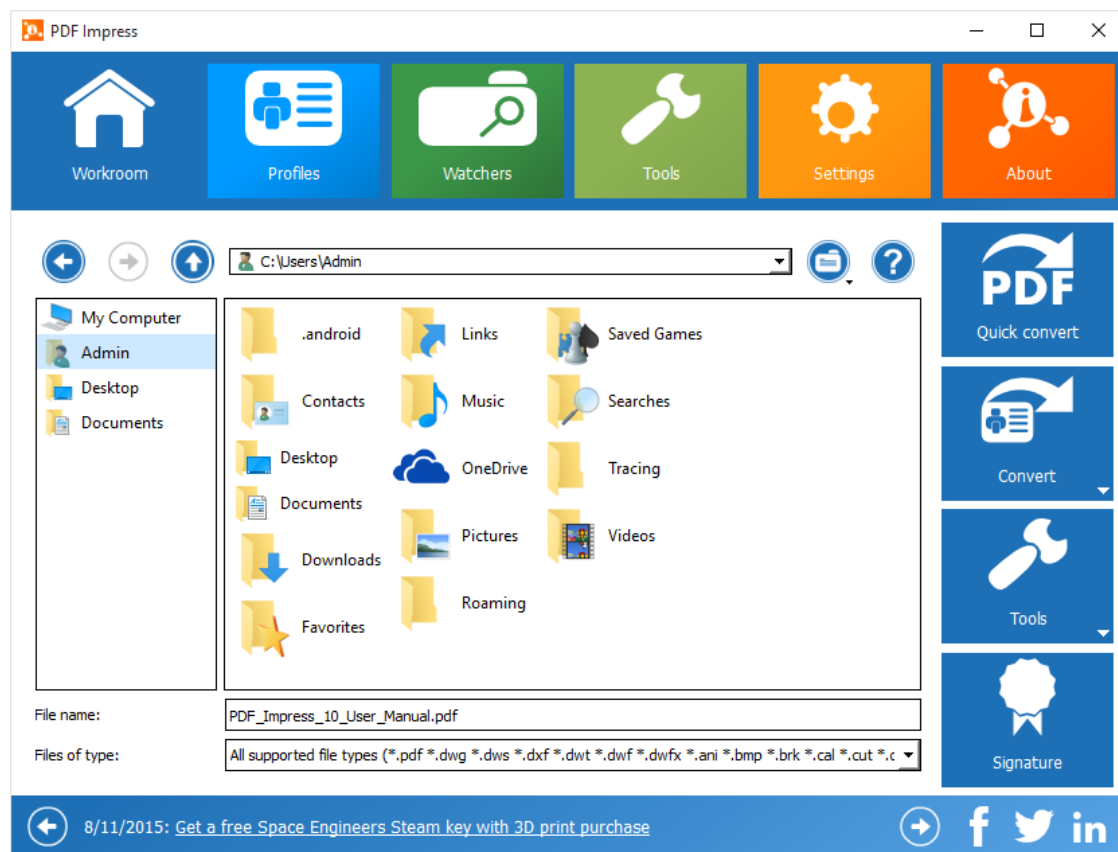 PDF Impress
Workroom
Profiles
Watchers
Tools
Settings
About
C:\Users\Admin
My Computer
Admin
Desktop
Documents
.android
Contacts
Desktop
Documents
Downloads
Favorites
Links
Music
OneDrive
Pictures
Roaming
Saved Games
Searches
Tracing
Videos
PDF
Quick convert
Convert
Tools
Signature
File name:
PDF_Impress_10_User_Manual.pdf
Files of type:
All supported file types (*.pdf *.dwg *.dws *.dxf *.dwt *.dwf *.dwfx *.ani *.bmp *.brk *.cal *.cut *.c
8/11/2015: Get a free Space Engineers Steam key with 3D print purchase